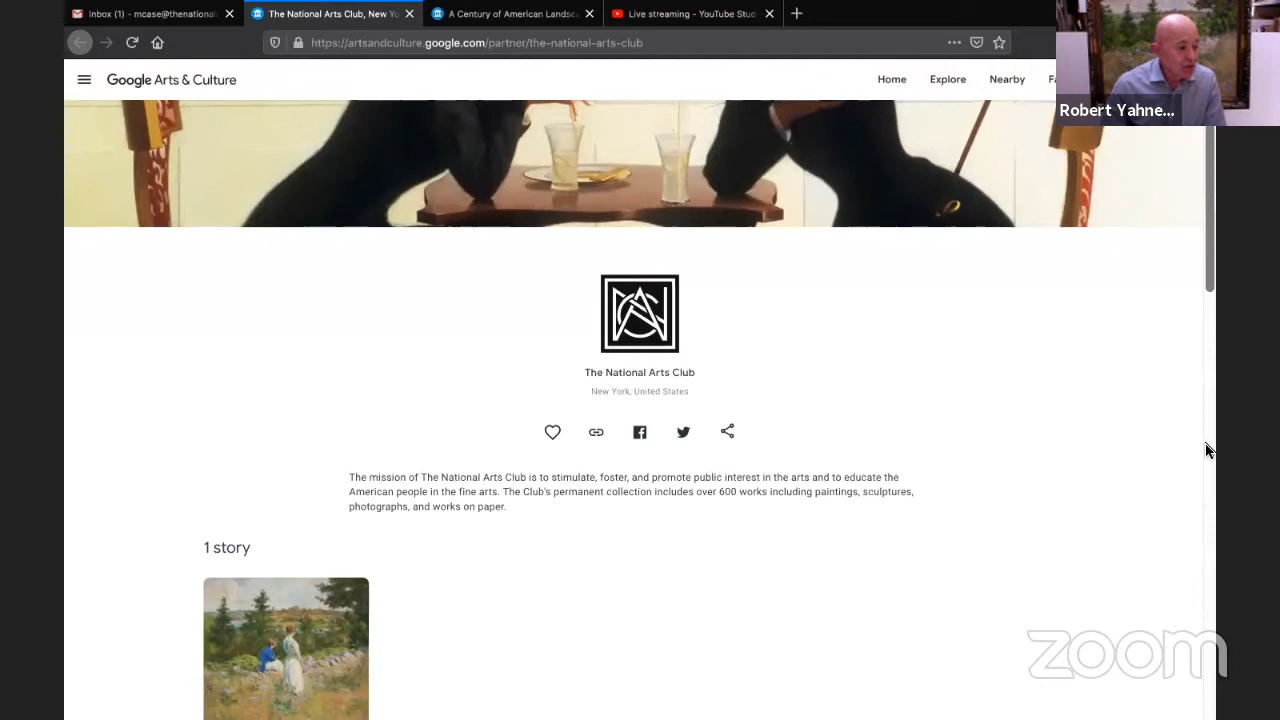 Inbox (1) - mcase@thenational
The National Arts Club, New Yo
A Century of American Landsc
Live streaming - YouTube Stud
https://artsandculture.google.com/partner/the-national-arts-club
Google Arts & Culture
Home
Explore
Nearby
Fa
Robert Yahne...
The National Arts Club
New York, United States
The mission of The National Arts Club is to stimulate, foster, and promote public interest in the arts and to educate the
American people in the fine arts. The Club's permanent collection includes over 600 works including paintings, sculptures,
photographs, and works on paper.
1 story
zoom